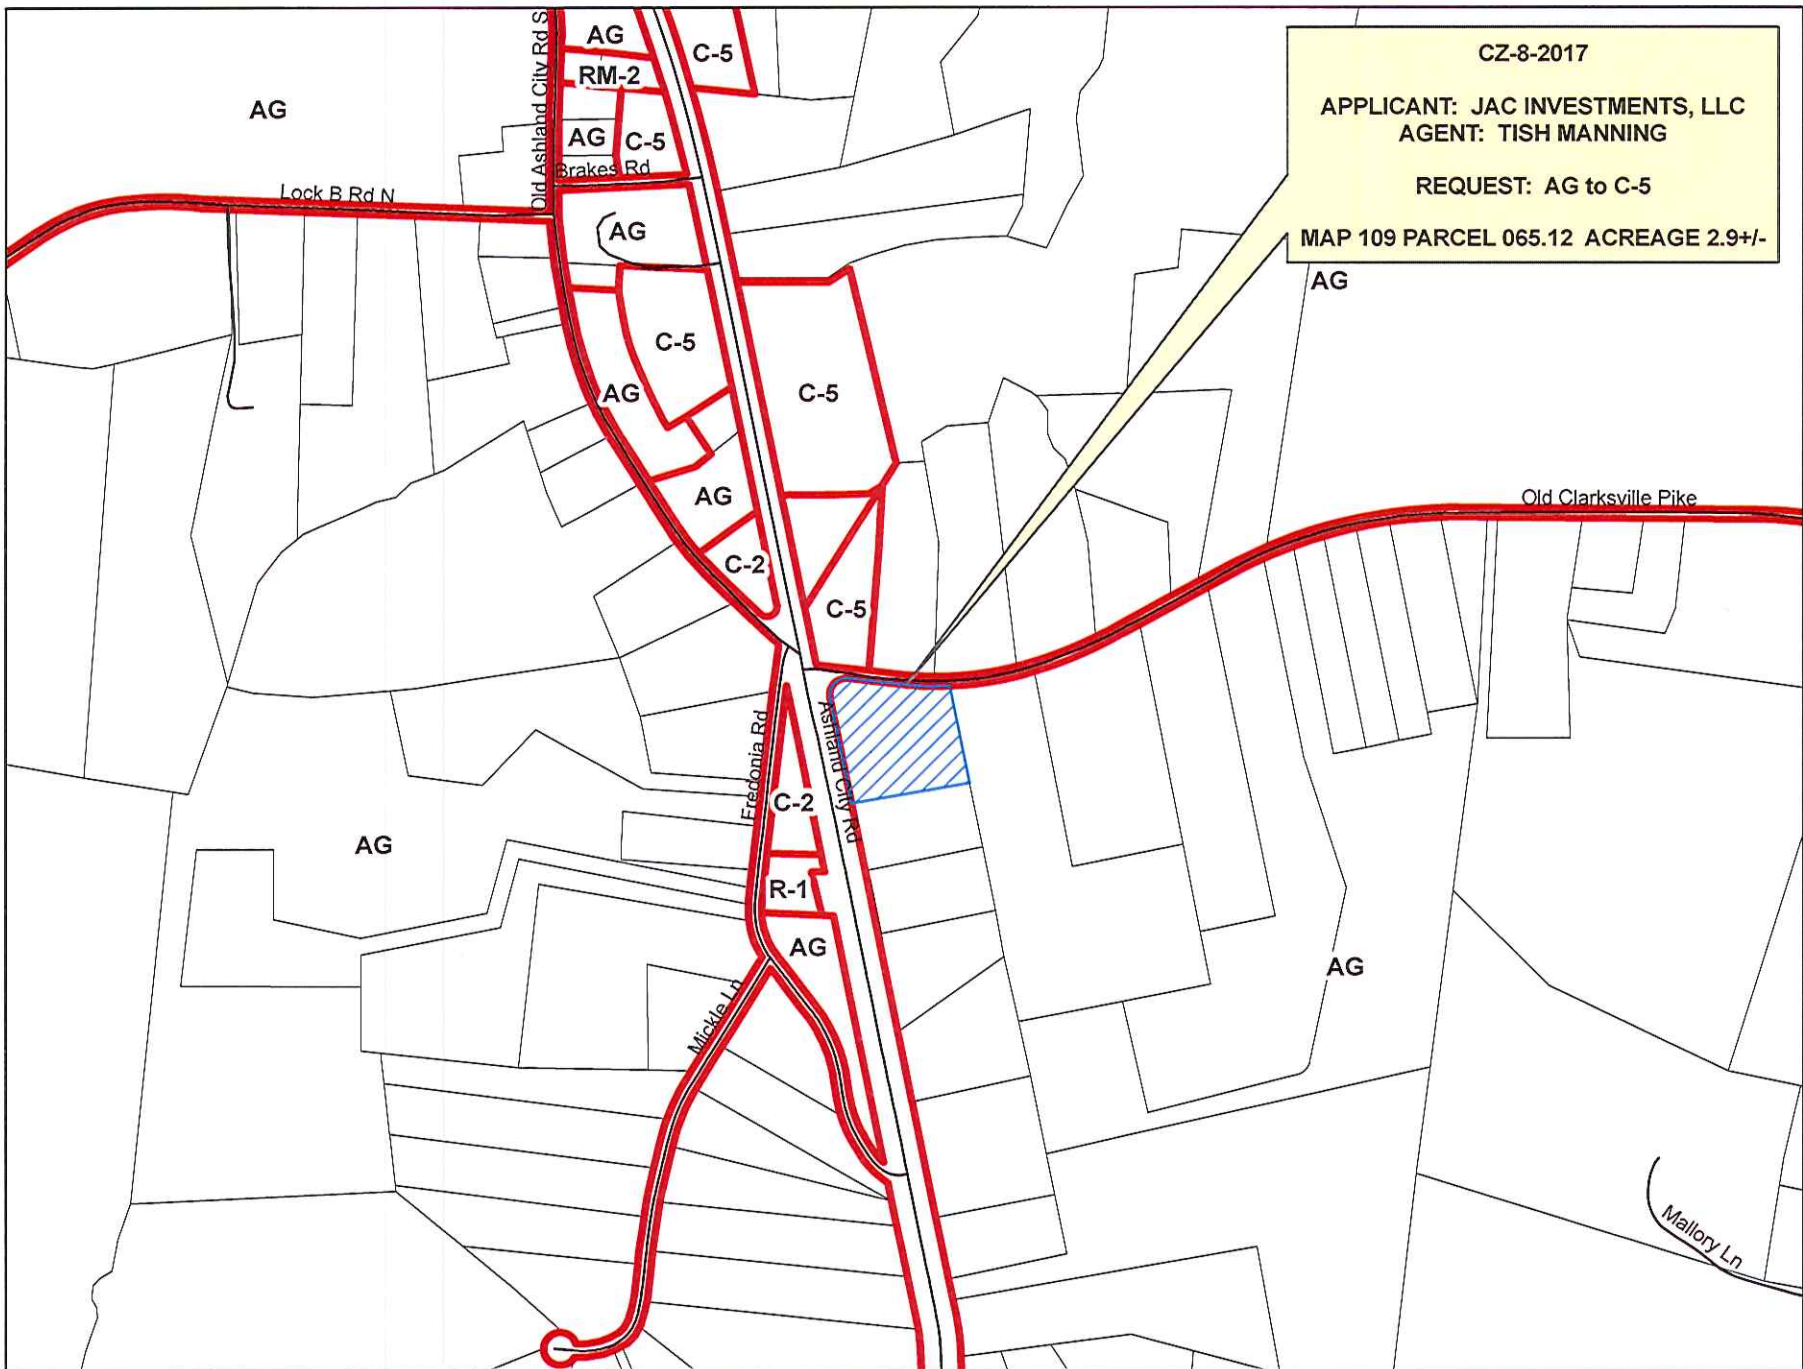 CZ-8-2017
APPLICANT: JAC INVESTMENTS, LLC
AGENT: TISH MANNING
REQUEST: AG to C-5
MAP 109 PARCEL 065.12 ACREAGE 2.9+/-
AG
C-5
RM-2
AG
AG
C-5
Old Ashland City Rd S
Brakes Rd
Lock B Rd N
AG
AG
C-5
AG
C-5
AG
Old Clarksville Pike
C-2
C-5
Fredonia Rd
Ashland City Rd
C-2
AG
R-1
AG
AG
Mickle Ln
Mallory Ln